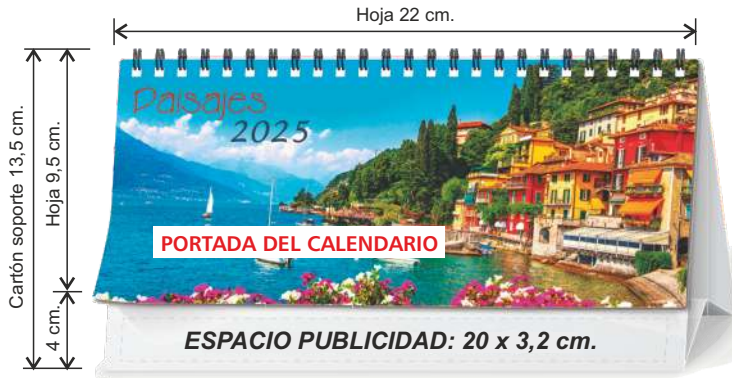 Hoja 22 cm.
Cartón soporte 13,5 cm.
Hoja 9,5 cm.
4 cm.
Paisajes
2025
PORTADA DEL CALENDARIO
ESPACIO PUBLICIDAD: 20 x 3,2 cm.